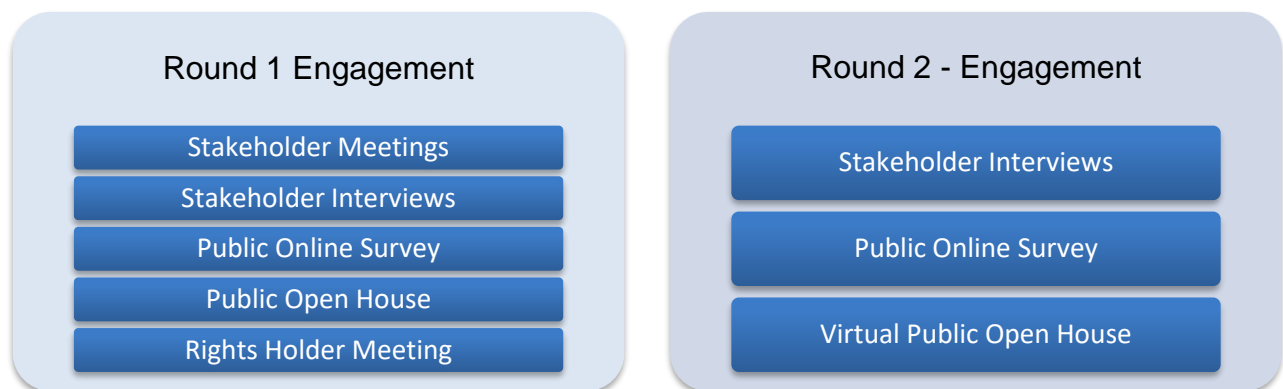 Round 1 Engagement
Stakeholder Meetings
Stakeholder Interviews
Public Online Survey
Public Open House
Rights Holder Meeting
Round 2 - Engagement
Stakeholder Interviews
Public Online Survey
Virtual Public Open House